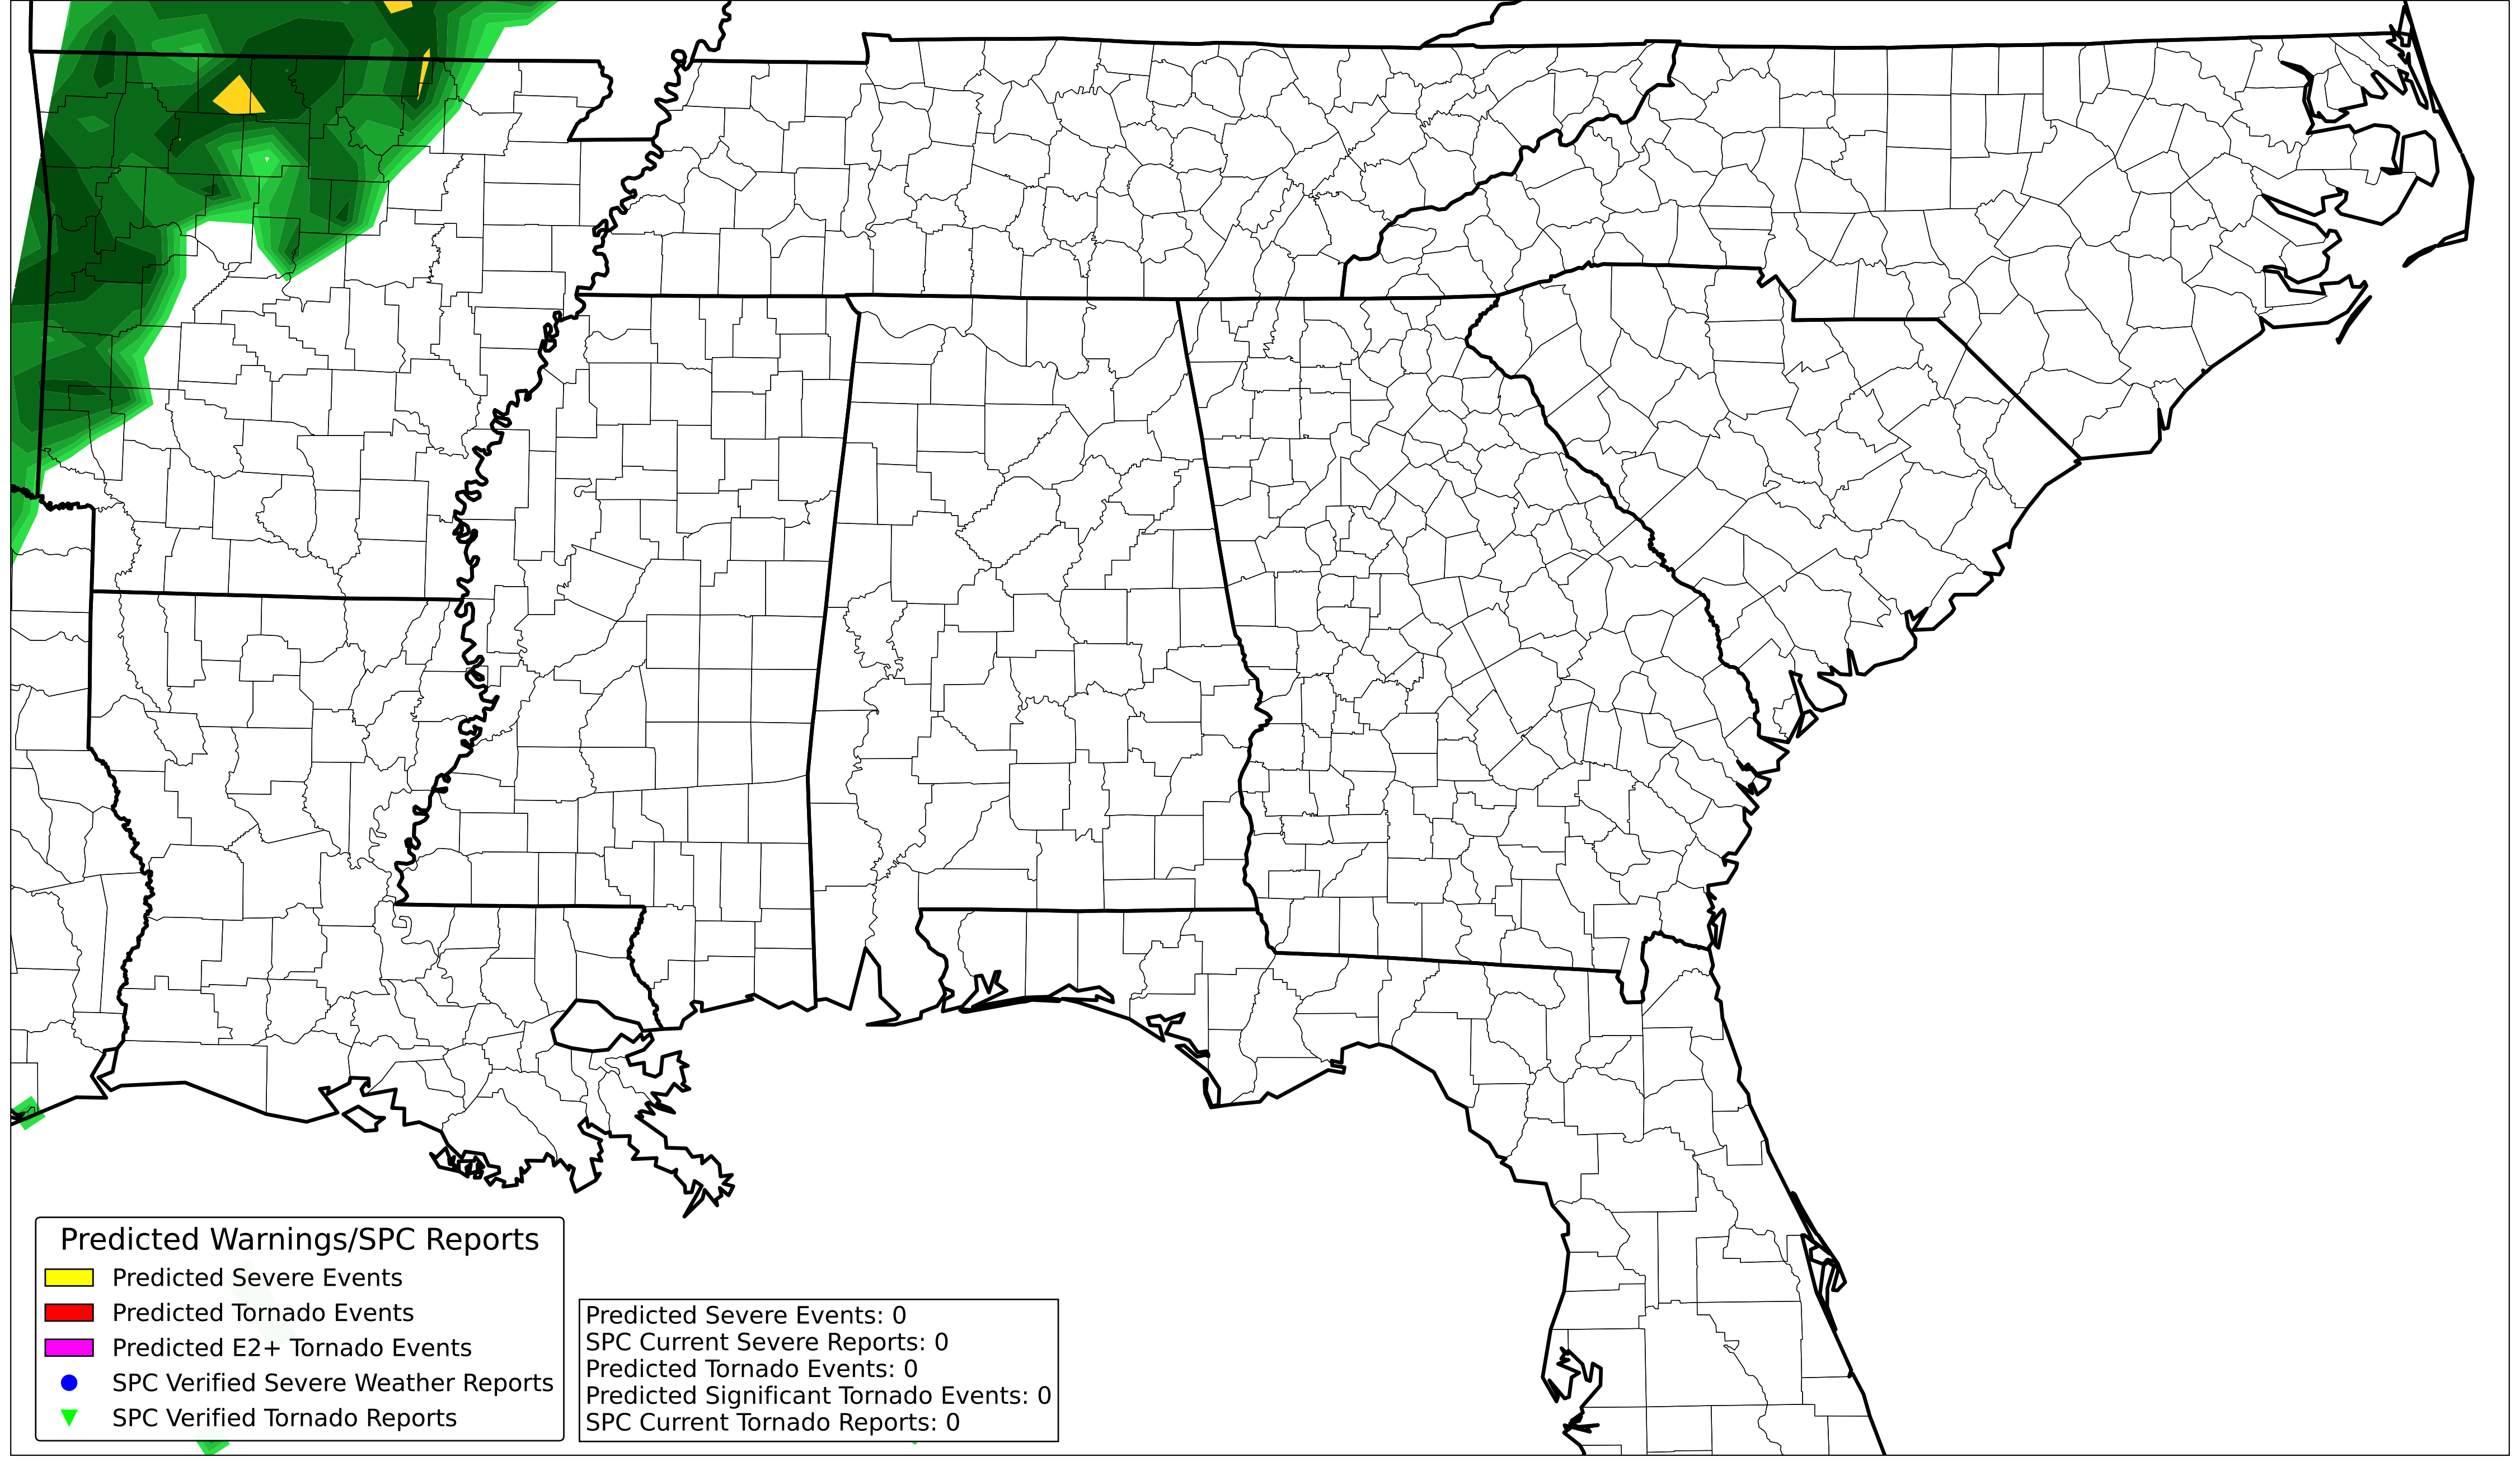 Predicted Warnings/SPC Reports
Predicted Severe Events
Predicted Tornado Events
Predicted E2+ Tornado Events
SPC Verified Severe Weather Reports
SPC Verified Tornado Reports
Predicted Severe Events: 0
SPC Current Severe Reports: 0
Predicted Tornado Events: 0
Predicted Significant Tornado Events: 0
SPC Current Tornado Reports: 0